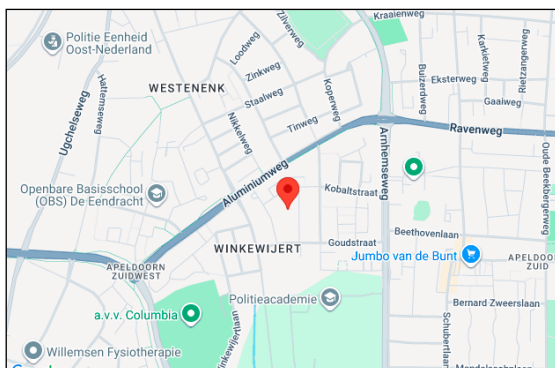 Kraaienweg
Zilverweg
Politie Eenheid
Oost-Nederland
Loodweg
Karkietweg
Rietzangerweg
Hattemseweg
Zinkweg
Buizerdweg
Eksterweg
WESTENENK
Koperweg
Staalweg
Gaaiweg
Ugchelseweg
Nikkelweg
Tinweg
Ravenweg
Arnhemseweg
Oude Beekbergerweg
Aluminiumweg
Openbare Basisschool
(OBS) De Eendracht
Kobaltstraat
Beethovenlaan
WINKEWIJERT
Goudstraat
Jumbo van de Bunt
APELDOORN
ZUIDWEST
APELDOORN
ZUID
Politieacademie
Bernard Zweerslaan
a.v.v. Columbia
Schubertlaan
Winkewijertlaan
Willemsen Fysiotherapie